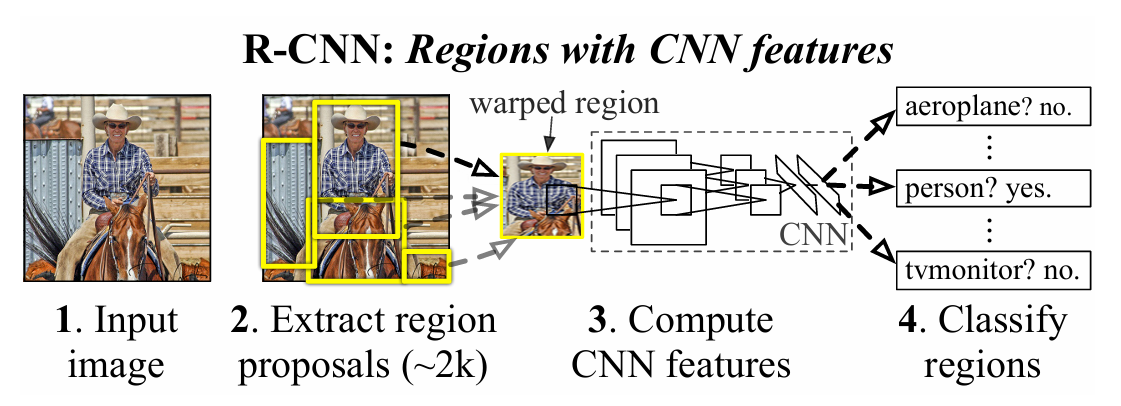 R-CNN: Regions with CNN features
warped region
aeroplane? no.
⋮
person? yes.
⋮
tvmonitor? no.
CNN
1. Input
image
2. Extract region
proposals (~2k)
3. Compute
CNN features
4. Classify
regions